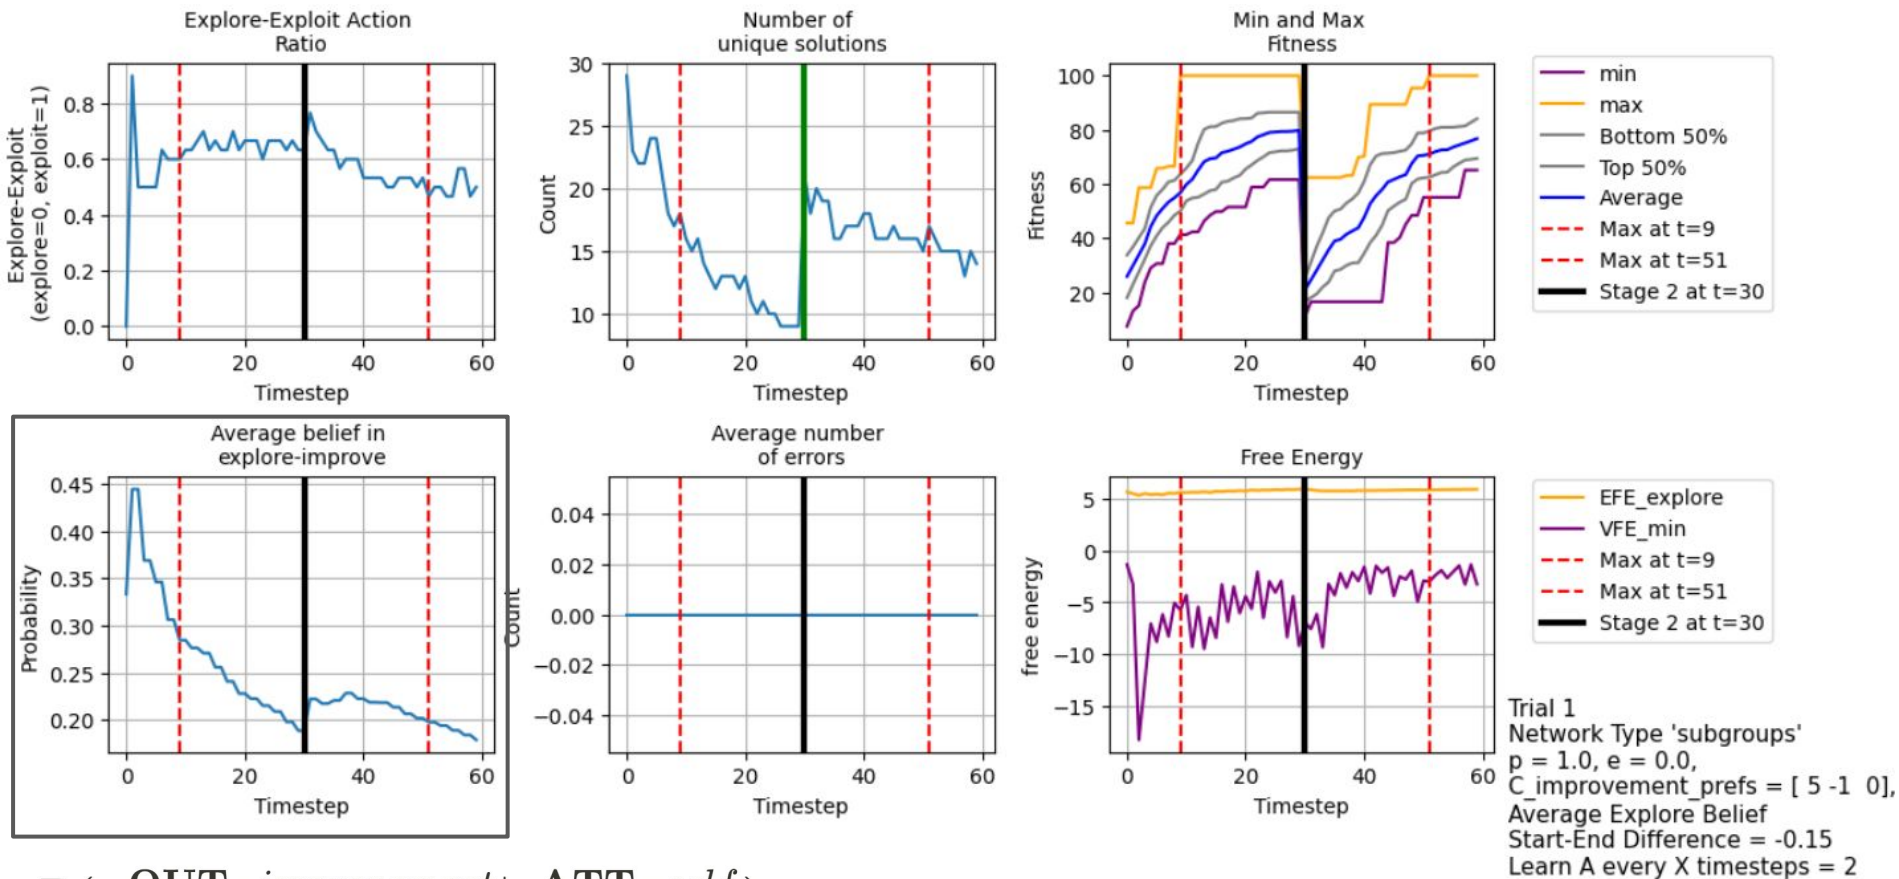 Explore-Exploit Action
Ratio
Explore-Exploit
(explore=0, exploit=1)
0.8
0.6
0.4
0.2
0.0
0 20 40 60
Timestep
Number of
unique solutions
Count
30
25
20
15
10
0 20 40 60
Timestep
Min and Max
Fitness
Fitness
100
80
60
40
20
0 20 40 60
Timestep
min
max
Bottom 50%
Top 50%
Average
Max at t=9
Max at t=51
Stage 2 at t=30
Average belief in
explore-improve
Probability
0.45
0.40
0.35
0.30
0.25
0.20
0 20 40 60
Timestep
Average number
of errors
Count
0.04
0.02
0.00
−0.02
−0.04
0 20 40 60
Timestep
Free Energy
free energy
5
0
−5
−10
−15
0 20 40 60
Timestep
EFE_explore
VFE_min
Max at t=9
Max at t=51
Stage 2 at t=30
Trial 1
Network Type 'subgroups'
p = 1.0, e = 0.0,
C_improvement_prefs = [ 5 -1 0],
Average Explore Belief
Start-End Difference = -0.15
Learn A every X timesteps = 2